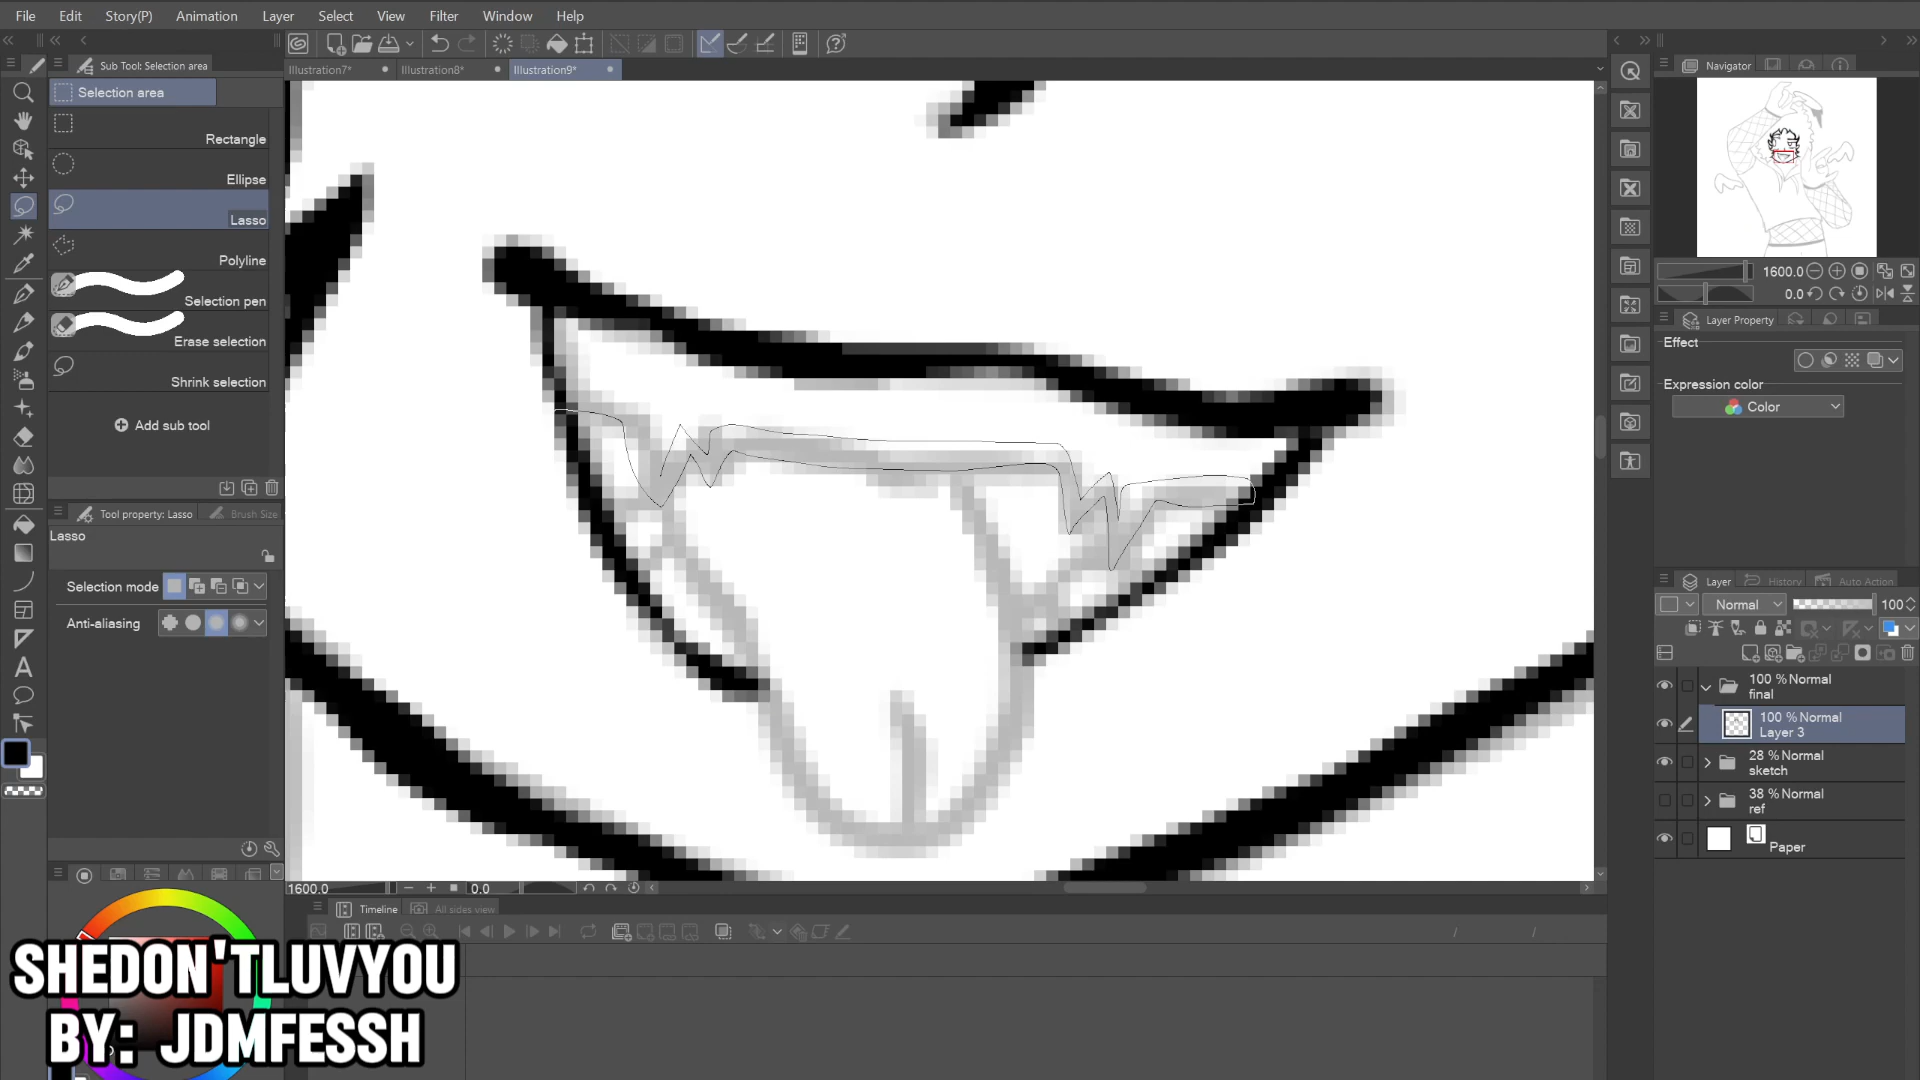 File Edit Story(P) Animation Layer Select View Filter Window Help
Sub Tool: Selection area
Illustration7* Illustration8* Illustration9*
Navigator
Selection area
Rectangle
Ellipse
Lasso
Polyline
Selection pen
Erase selection
Shrink selection
Add sub tool
Tool property: Lasso Brush Size
Lasso
Selection mode
Anti-aliasing
1600.0
0.0
Layer Property
Effect
Expression color
Color
Layer History Auto Action
Normal 100
100 % Normal
final
100 % Normal
Layer 3
28 % Normal
sketch
38 % Normal
ref
Paper
1600.0 0.0
Timeline All sides view
SHEDON'TLUVYOU
BY: JDMFESSH